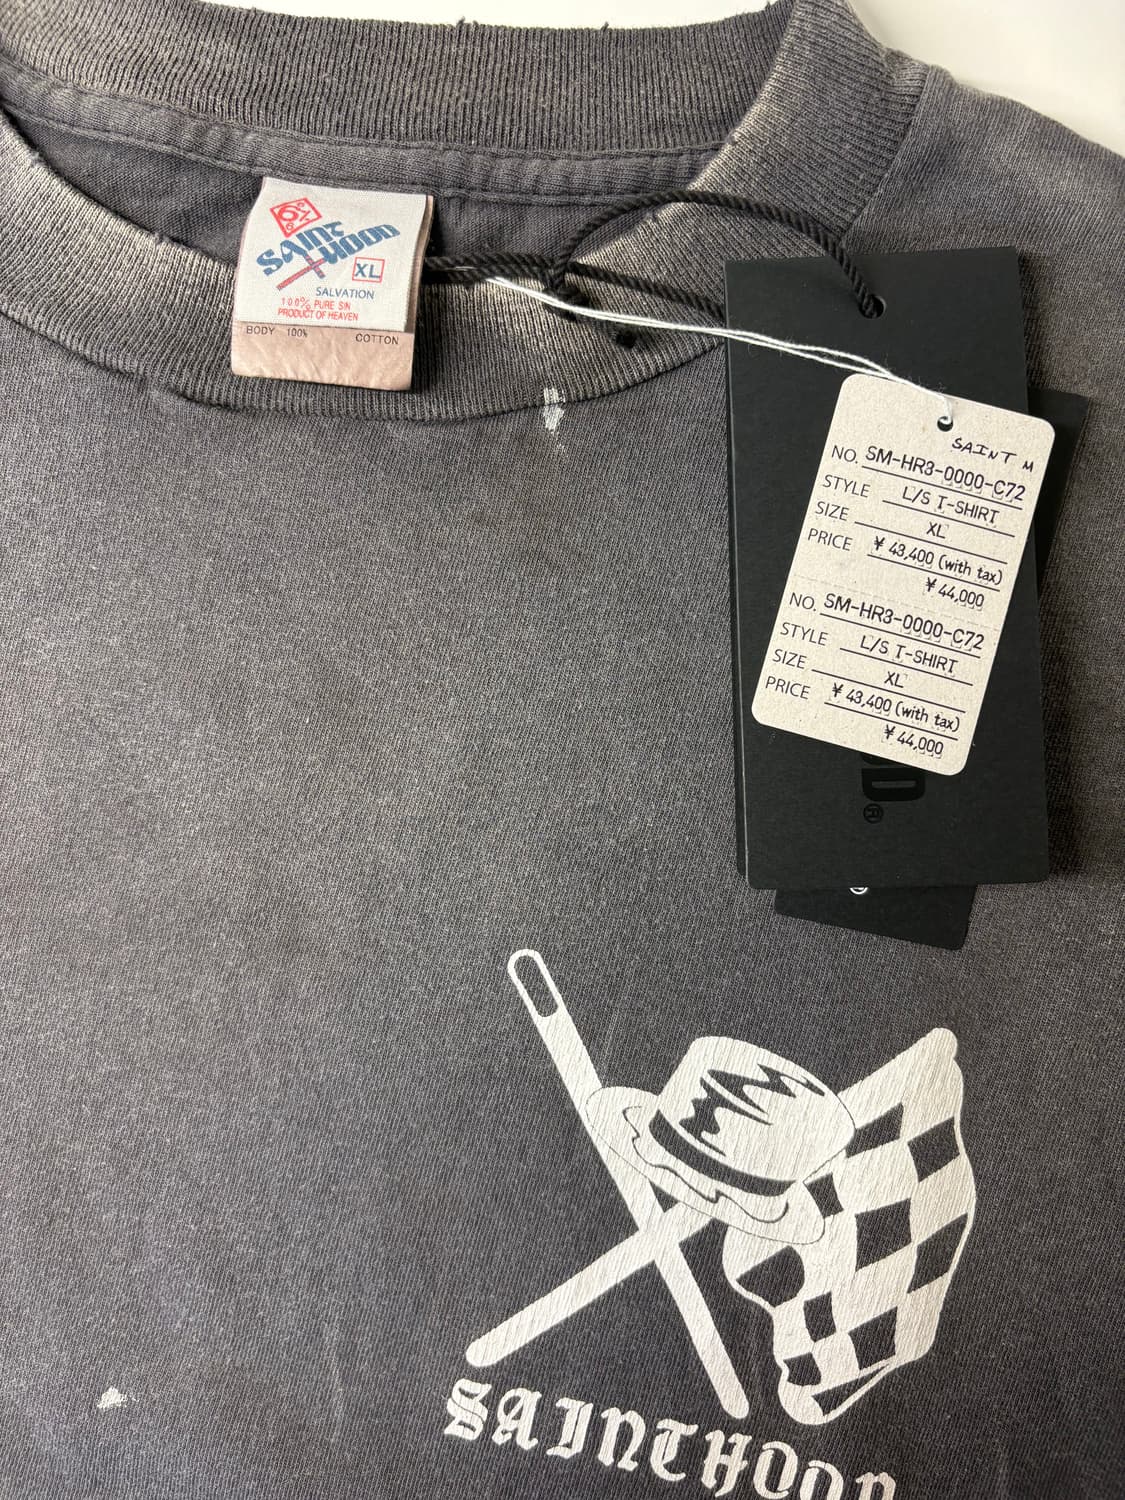 SAINT
HOOD
XL
SALVATION
100% PURE SIN
PRODUCT OF HEAVEN
BODY 100% COTTON
SAINT M
NO. SM-HR3-0000-C72
STYLE L/S T-SHIRT
SIZE XL
PRICE ¥ 43,400 (with tax)
¥ 44,000
NO. SM-HR3-0000-C72
STYLE L/S T-SHIRT
SIZE XL
PRICE ¥ 43,400 (with tax)
¥ 44,000
®
SAINTHOOD